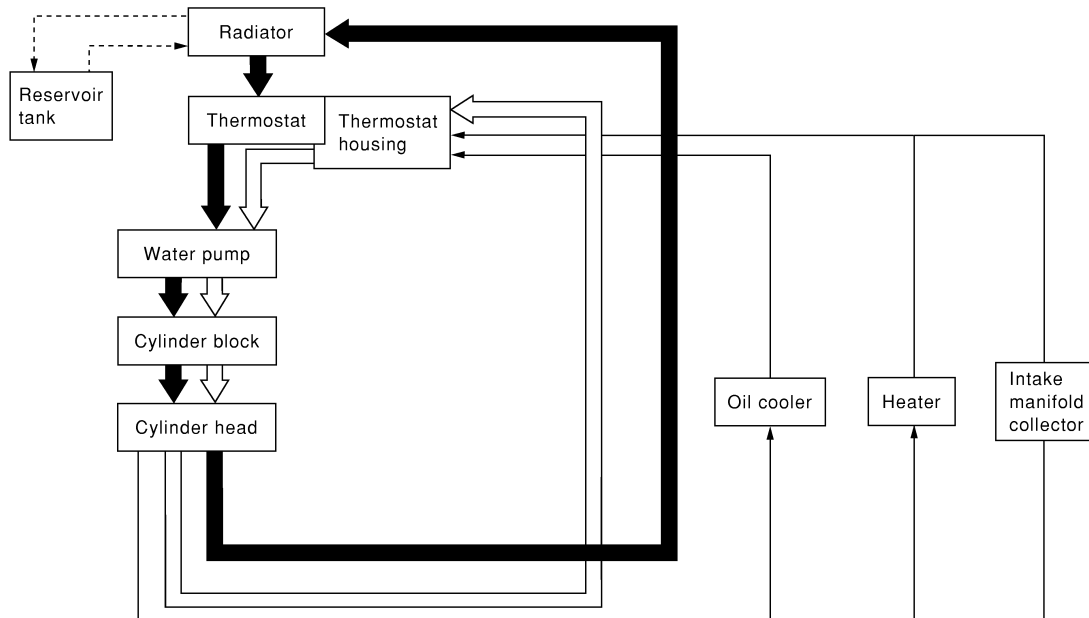 Radiator
Reservoir
tank
Thermostat
Thermostat
housing
Water pump
Cylinder block
Cylinder head
Oil cooler
Heater
Intake
manifold
collector